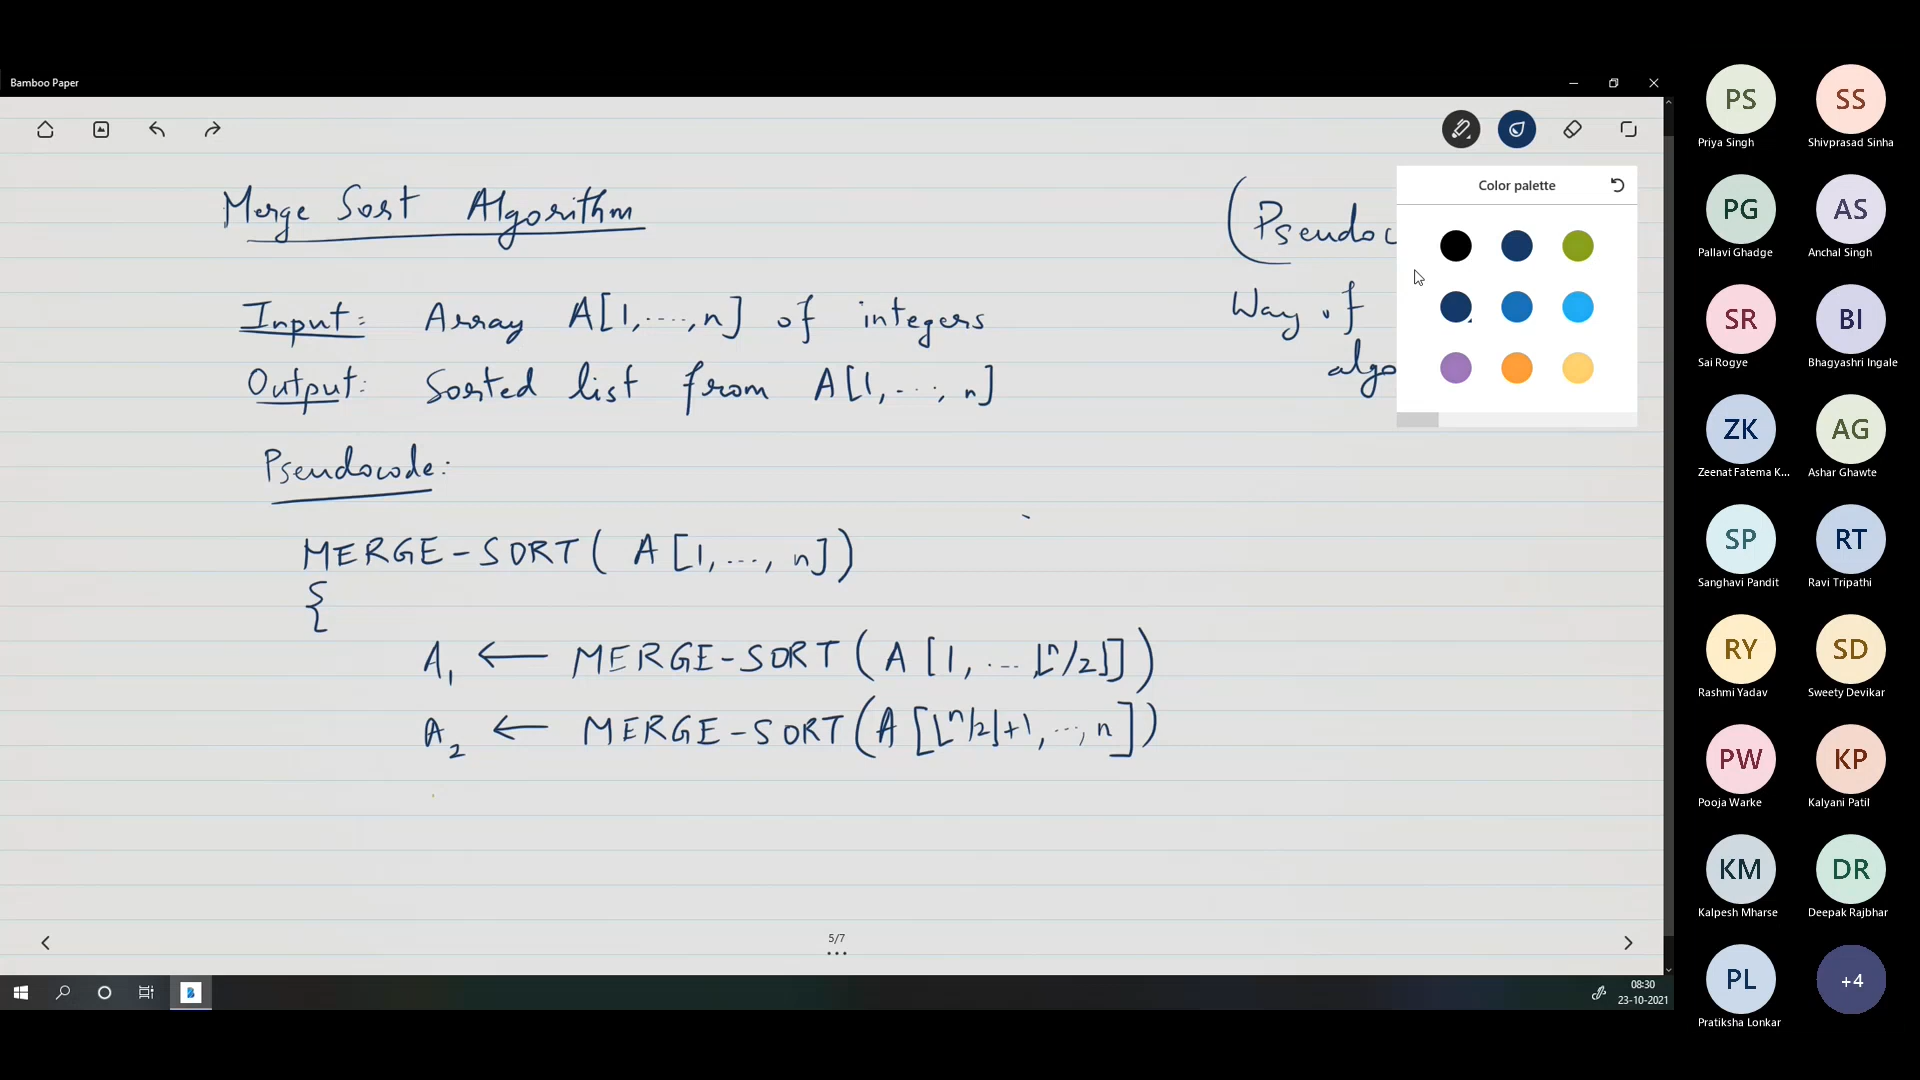 Bamboo Paper
Merge Sort Algorithm
Input: Array A[1,...,n] of integers
Output: Sorted list from A[1,...,n]
Pseudocode:
MERGE-SORT( A[1,..., n])
{
A₁ ← MERGE-SORT(A[1,...,⌊n/2⌋])
A₂ ← MERGE-SORT(A[⌊n/2⌋+1,...,n])
(Pseudoc
Way of
algo
Color palette
5/7
08:30
23-10-2021
PS SS
Priya Singh Shivprasad Sinha
PG AS
Pallavi Ghadge Anchal Singh
SR BI
Sai Rogye Bhagyashri Ingale
ZK AG
Zeenat Fatema K... Ashar Ghawte
SP RT
Sanghavi Pandit Ravi Tripathi
RY SD
Rashmi Yadav Sweety Devikar
PW KP
Pooja Warke Kalyani Patil
KM DR
Kalpesh Mharse Deepak Rajbhar
PL +4
Pratiksha Lonkar